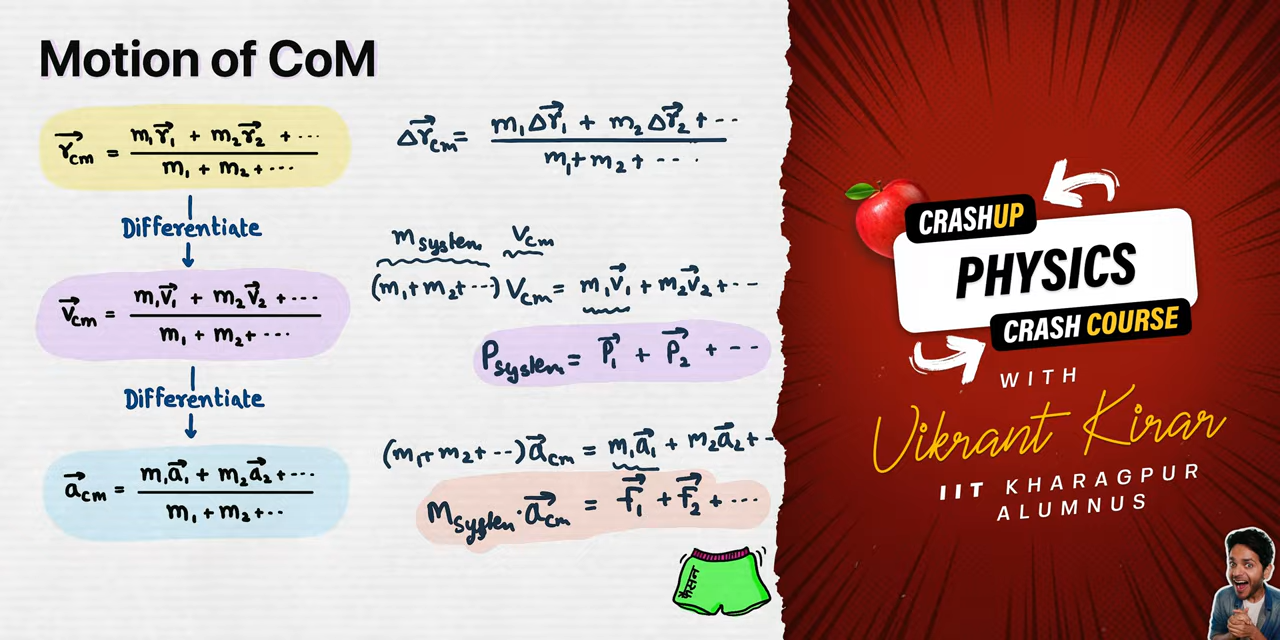 Motion of CoM
r⃗cm = (m₁r⃗₁ + m₂r⃗₂ + ...) / (m₁ + m₂ + ...)
Differentiate
v⃗cm = (m₁v⃗₁ + m₂v⃗₂ + ...) / (m₁ + m₂ + ...)
Differentiate
a⃗cm = (m₁a⃗₁ + m₂a⃗₂ + ...) / (m₁ + m₂ + ..)
Δr⃗cm = (m₁Δr⃗₁ + m₂Δr⃗₂ + ...) / (m₁ + m₂ + ...)
msystem Vcm
(m₁ + m₂ + ...) Vcm = m₁v⃗₁ + m₂v⃗₂ + ...
Psystem = P⃗₁ + P⃗₂ + ...
(m₁ + m₂ + ...) a⃗cm = m₁a⃗₁ + m₂a⃗₂ + ...
Msystem · a⃗cm = f⃗₁ + f⃗₂ + ...
CRASHUP
PHYSICS
CRASH COURSE
WITH
Vikrant Kirar
IIT KHARAGPUR
ALUMNUS